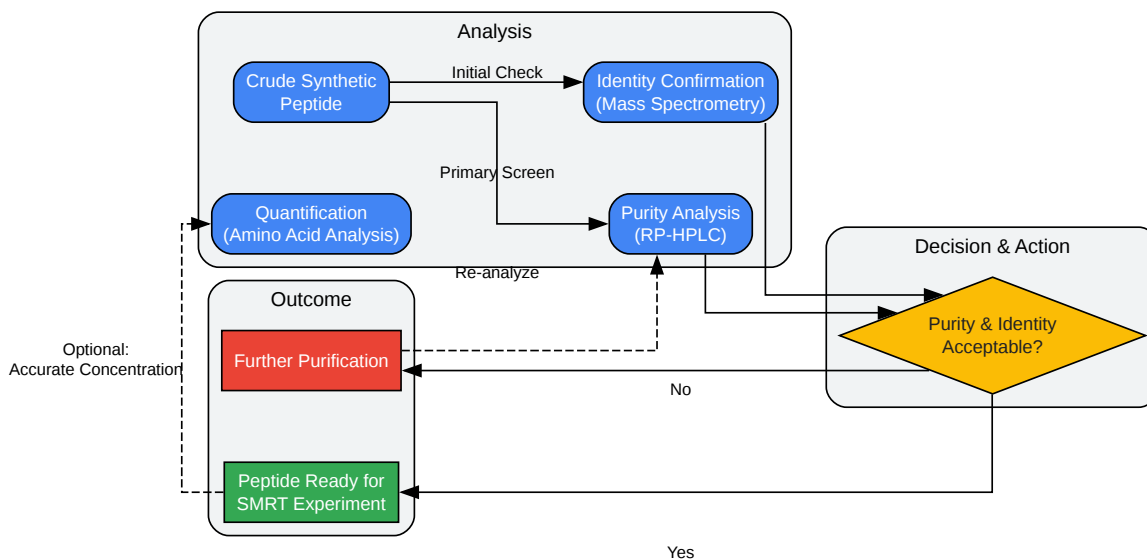 Analysis
Crude Synthetic
Peptide
Initial Check
Identity Confirmation
(Mass Spectrometry)
Primary Screen
Quantification
(Amino Acid Analysis)
Purity Analysis
(RP-HPLC)
Re-analyze
Decision & Action
Purity & Identity
Acceptable?
Outcome
Further Purification
Optional:
Accurate Concentration
No
Peptide Ready for
SMRT Experiment
Yes